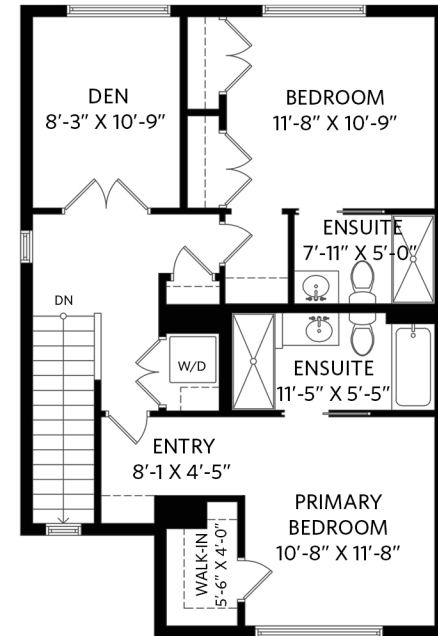 DEN
8'-3" X 10'-9"
BEDROOM
11'-8" X 10'-9"
ENSUITE
7'-11" X 5'-0"
DN
W/D
ENSUITE
11'-5" X 5'-5"
ENTRY
8'-1 X 4'-5"
PRIMARY
BEDROOM
10'-8" X 11'-8"
WALK-IN
5'-6" X 4'-0"